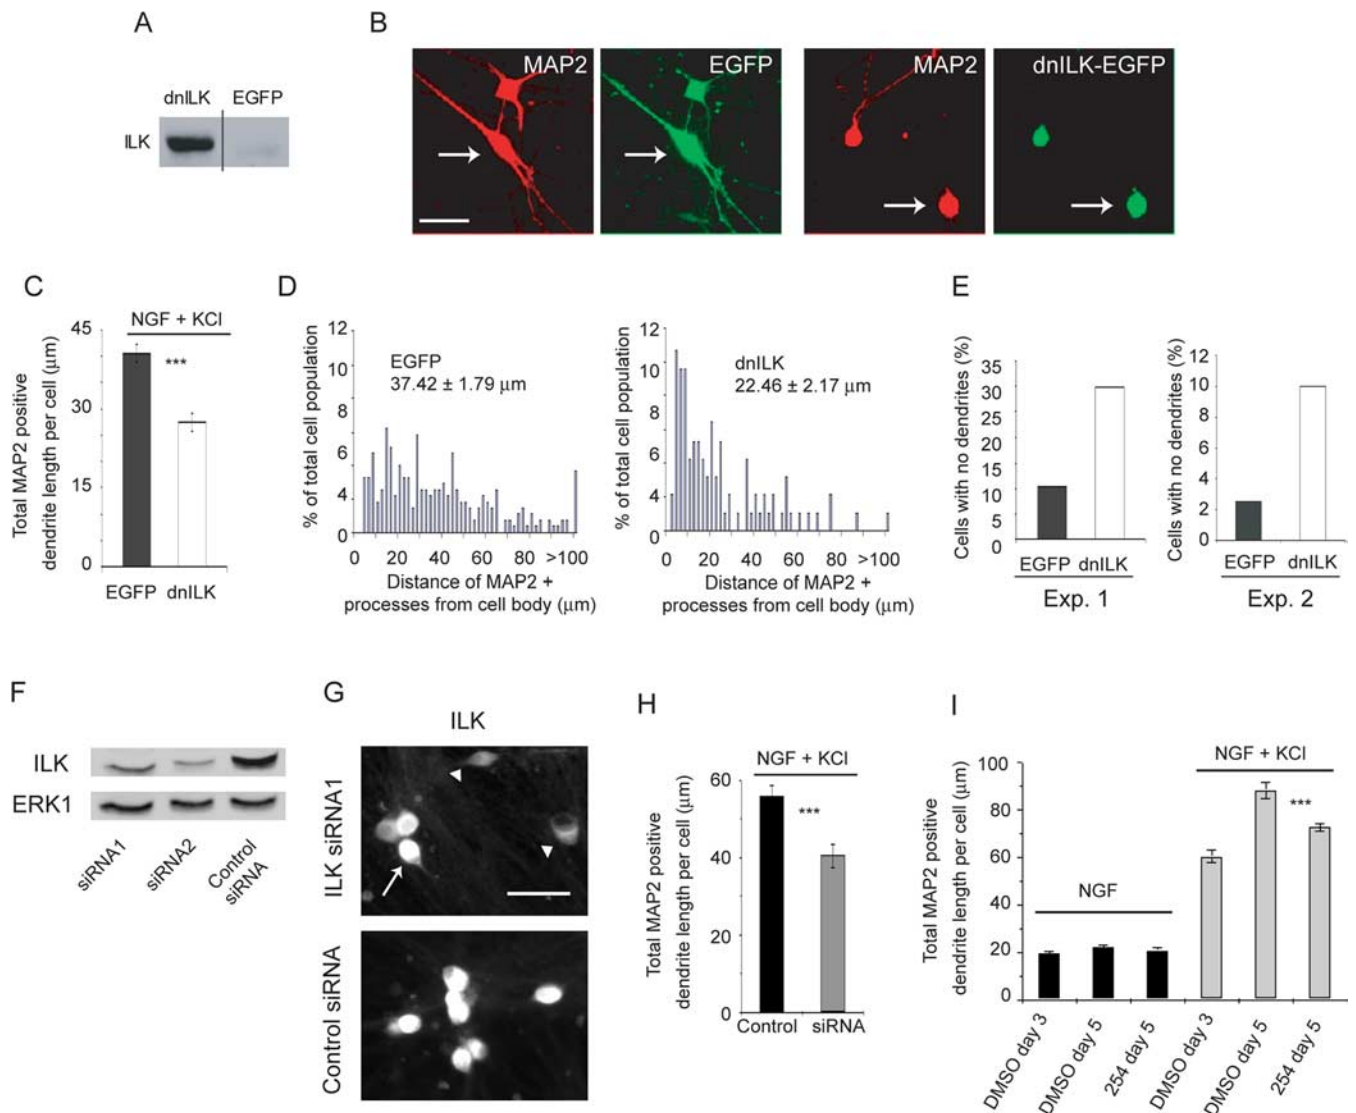 A
dnILK EGFP
ILK
B
MAP2
EGFP
MAP2
dnILK-EGFP
C
NGF + KCl
***
Total MAP2 positive
dendrite length per cell (μm)
45
30
15
0
EGFP dnILK
D
% of total cell population
12
10
8
6
4
0
EGFP
37.42 ± 1.79 μm
0 20 40 60 80 >100
Distance of MAP2 +
processes from cell body (μm)
% of total cell population
12
10
8
6
4
0
dnILK
22.46 ± 2.17 μm
0 20 40 60 80 >100
Distance of MAP2 +
processes from cell body (μm)
E
Cells with no dendrites (%)
35
30
25
20
15
10
5
0
EGFP dnILK
Exp. 1
Cells with no dendrites (%)
12
10
8
6
4
2
0
EGFP dnILK
Exp. 2
F
ILK
ERK1
siRNA1
siRNA2
Control
siRNA
G
ILK
ILK siRNA1
Control siRNA
H
NGF + KCl
***
Total MAP2 positive
dendrite length per cell (μm)
60
40
20
0
Control siRNA
I
NGF + KCl
***
NGF
Total MAP2 positive
dendrite length per cell (μm)
100
80
60
40
20
0
DMSO day 3
DMSO day 5
254 day 5
DMSO day 3
DMSO day 5
254 day 5